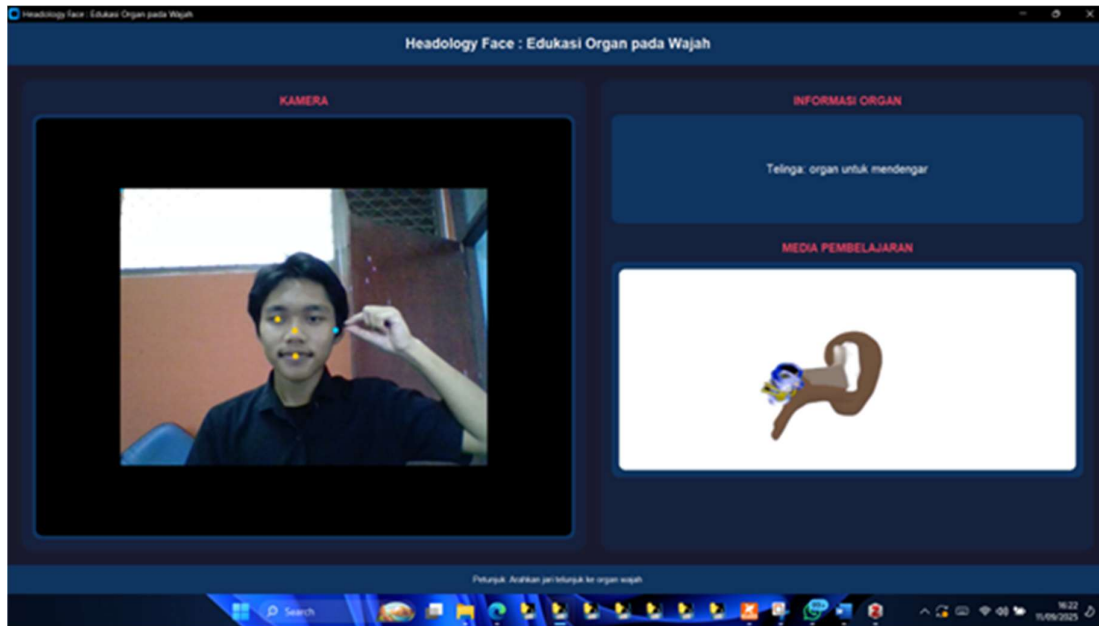 Headology Face : Edukasi Organ pada Wajah
Headology Face : Edukasi Organ pada Wajah
KAMERA
INFORMASI ORGAN
Telinga: organ untuk mendengar
MEDIA PEMBELAJARAN
Petunjuk: Arahkan jari telunjuk ke organ wajah
Search
99+
16:22
11/09/2025